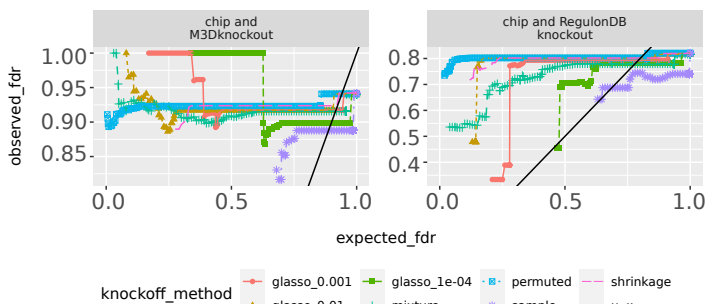 chip and
M3Dknockout
chip and RegulonDB
knockout
observed_fdr
1.00
0.95
0.90
0.85
0.8
0.7
0.6
0.5
0.4
0.0
0.5
1.0
0.0
0.5
1.0
expected_fdr
knockoff_method
glasso_0.001
glasso_1e-04
permuted
shrinkage